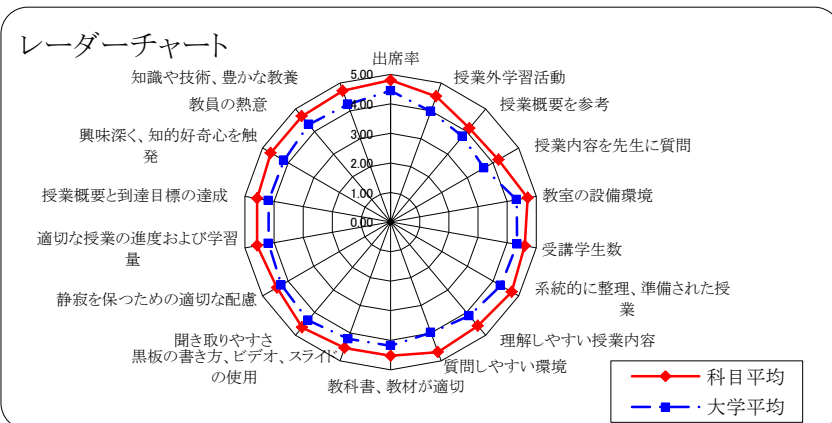 レーダーチャート
出席率
授業外学習活動
授業概要を参考
授業内容を先生に質問
教室の設備環境
受講学生数
系統的に整理、準備された授
業
理解しやすい授業内容
質問しやすい環境
教科書、教材が適切
黒板の書き方、ビデオ、スライド
の使用
聞き取りやすさ
静寂を保つための適切な配慮
適切な授業の進度および学習
量
授業概要と到達目標の達成
興味深く、知的好奇心を触
発
教員の熱意
知識や技術、豊かな教養
5.00
4.00
3.00
2.00
1.00
0.00
科目平均
大学平均